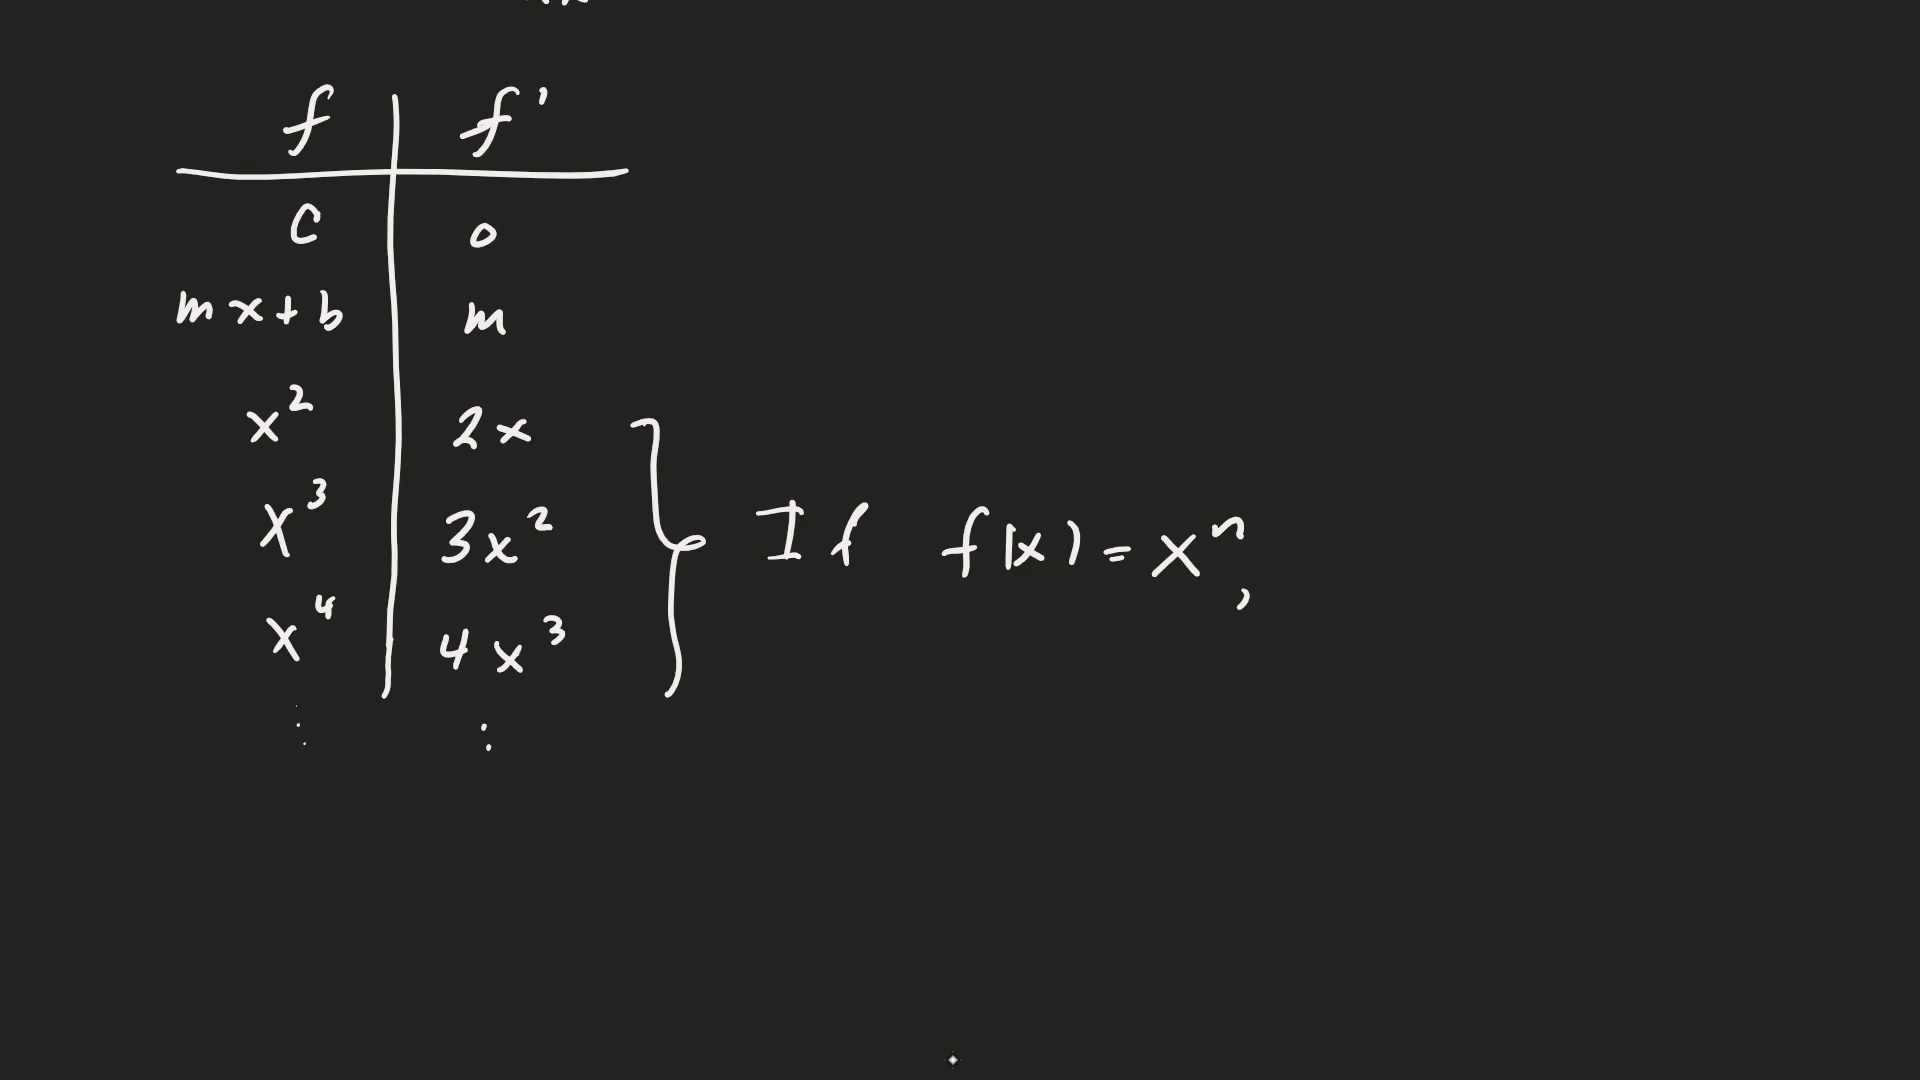 f f'
c 0
mx+b m
x² 2x
x³ 3x² If f(x) = xⁿ,
x⁴ 4x³
⋮ ⋮